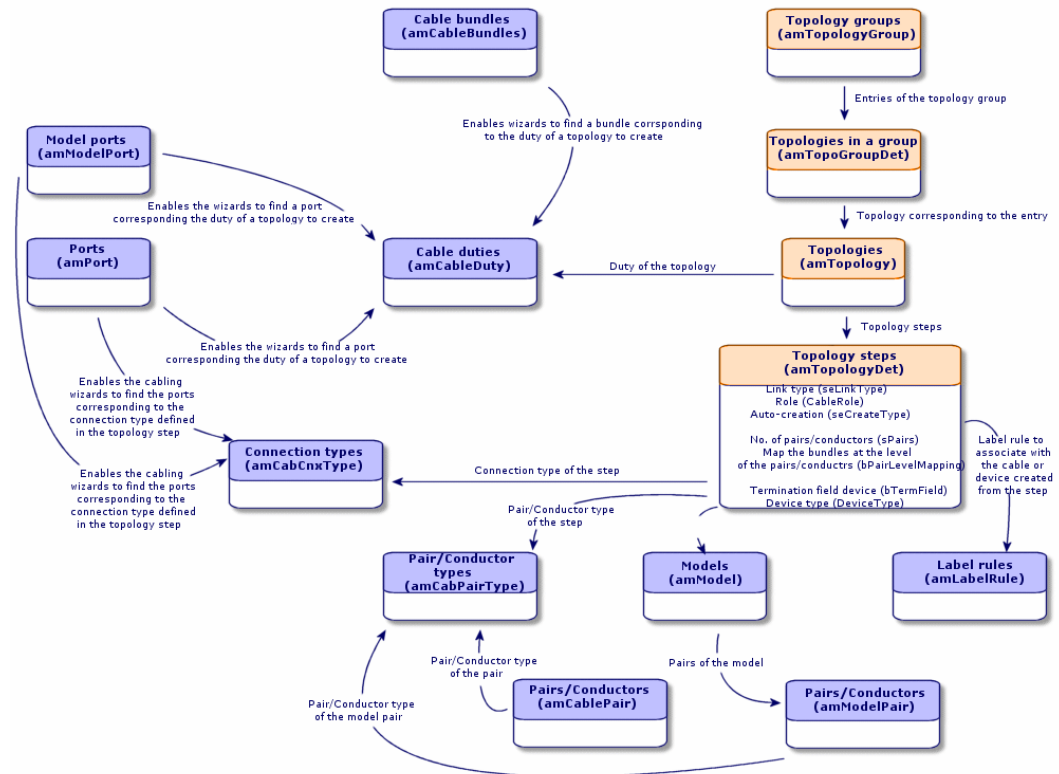 Cable bundles
(amCableBundles)
Topology groups
(amTopologyGroup)
Entries of the topology group
Enables wizards to find a bundle corrsponding
to the duty of a topology to create
Model ports
(amModelPort)
Topologies in a group
(amTopoGroupDet)
Enables the wizards to find a port
corresponding the duty of a topology to create
Topology corresponding to the entry
Ports
(amPort)
Cable duties
(amCableDuty)
Duty of the topology
Topologies
(amTopology)
Topology steps
Enables the wizards to find a port
corresponding the duty of a topology to create
Topology steps
(amTopologyDet)
Link type (seLinkType)
Role (CableRole)
Auto-creation (seCreateType)
No. of pairs/conductors (sPairs)
Map the bundles at the level
of the pairs/conductrs (bPairLevelMapping)
Termination field device (bTermField)
Device type (DeviceType)
Enables the cabling
wizards to find the ports
corresponding to the
connection type defined
in the topology step
Label rule to
associate with
the cable or
device created
from the step
Connection types
(amCabCnxType)
Connection type of the step
Enables the cabling
wizards to find the ports
corresponding to the
connection type defined
in the topology step
Pair/Conductor type
of the step
Pair/Conductor
types
(amCabPairType)
Models
(amModel)
Label rules
(amLabelRule)
Pair/Conductor type
of the pair
Pairs of the model
Pair/Conductor type
of the model pair
Pairs/Conductors
(amCablePair)
Pairs/Conductors
(amModelPair)